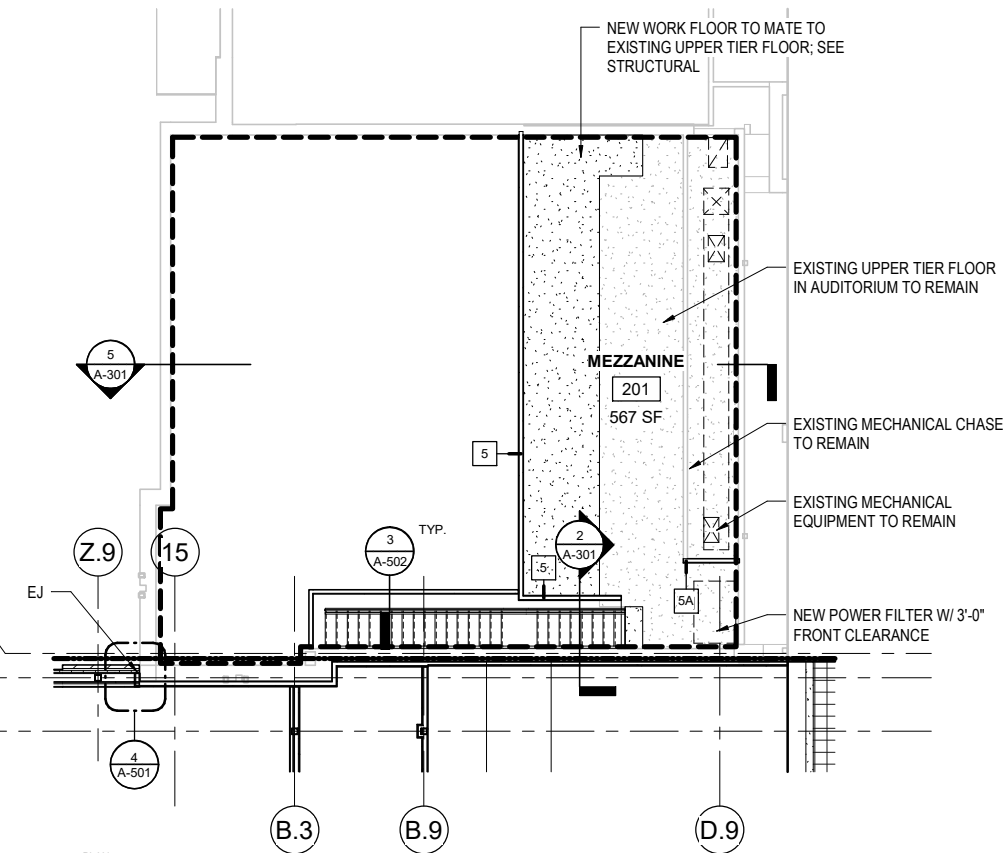 NEW WORK FLOOR TO MATE TO
EXISTING UPPER TIER FLOOR; SEE
STRUCTURAL
EXISTING UPPER TIER FLOOR
IN AUDITORIUM TO REMAIN
5
A-301
MEZZANINE
201
567 SF
EXISTING MECHANICAL CHASE
TO REMAIN
5
EXISTING MECHANICAL
EQUIPMENT TO REMAIN
3
A-502
TYP.
2
A-301
Z.9
15
5
5A
EJ
NEW POWER FILTER W/ 3'-0"
FRONT CLEARANCE
4
A-501
B.3
B.9
D.9